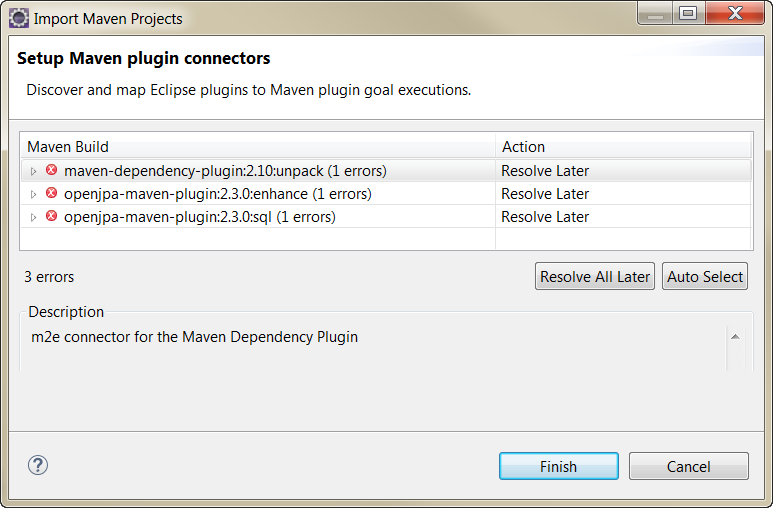 Import Maven Projects
Setup Maven plugin connectors
Discover and map Eclipse plugins to Maven plugin goal executions.
Maven Build Action
maven-dependency-plugin:2.10:unpack (1 errors) Resolve Later
openjpa-maven-plugin:2.3.0:enhance (1 errors) Resolve Later
openjpa-maven-plugin:2.3.0:sql (1 errors) Resolve Later
3 errors Resolve All Later Auto Select
Description
m2e connector for the Maven Dependency Plugin
? Finish Cancel